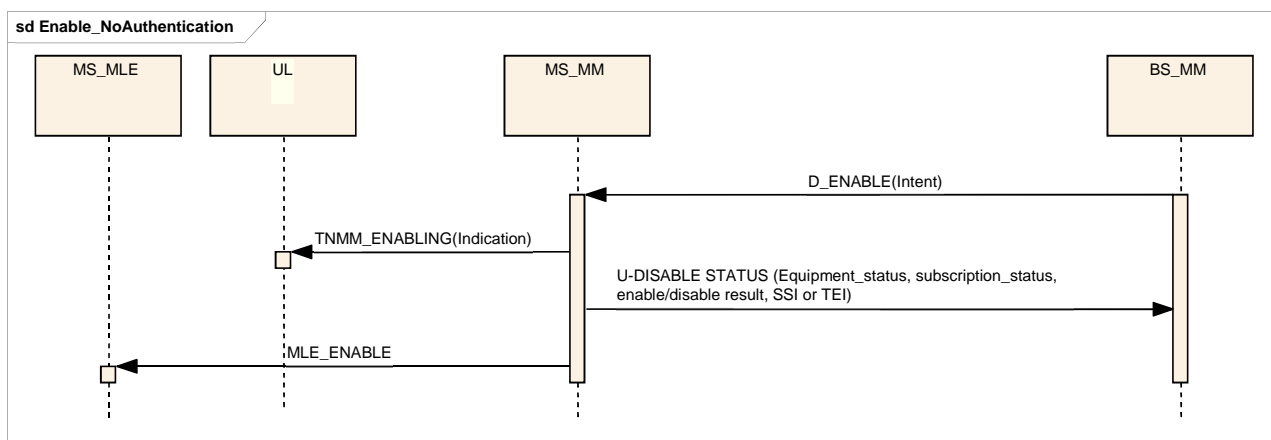 sd Enable_NoAuthentication
MS_MLE
UL
MS_MM
BS_MM
D_ENABLE(Intent)
TNMM_ENABLING(Indication)
U-DISABLE STATUS (Equipment_status, subscription_status,
enable/disable result, SSI or TEI)
MLE_ENABLE